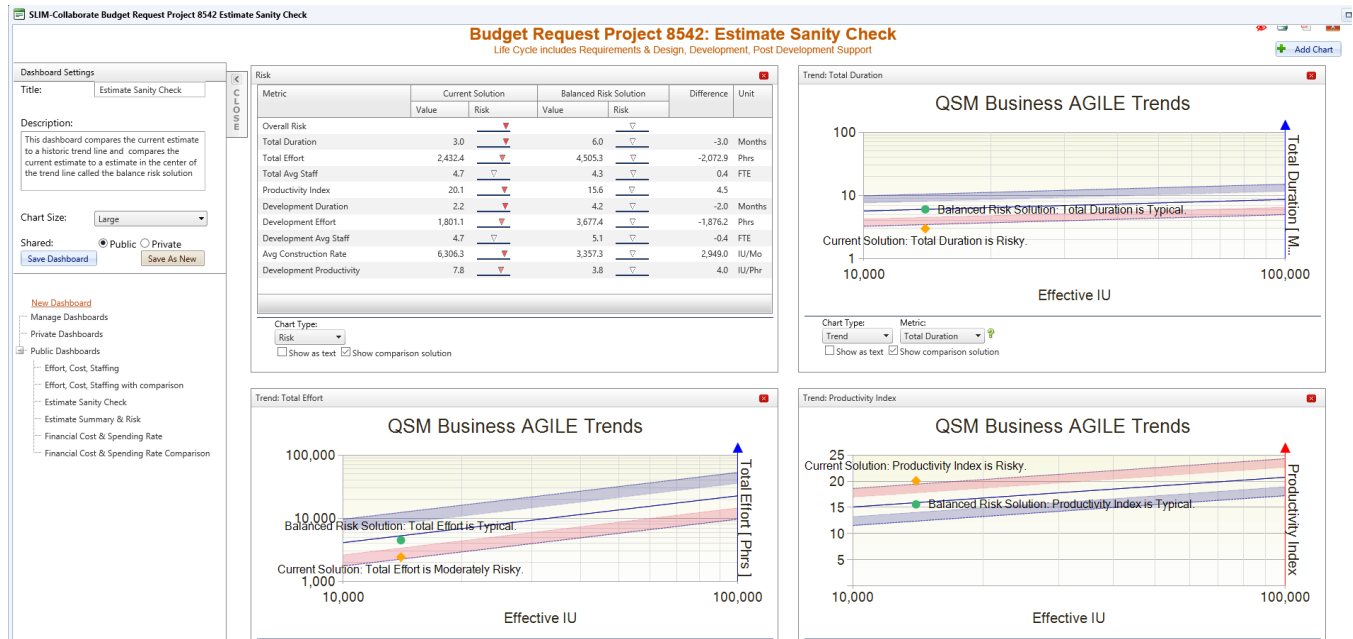 SLIM-Collaborate Budget Request Project 8542 Estimate Sanity Check
Budget Request Project 8542: Estimate Sanity Check
Life Cycle includes Requirements & Design, Development, Post Development Support
Add Chart
Dashboard Settings
Title: Estimate Sanity Check
Description:
This dashboard compares the current estimate
to a historic trend line and compares the
current estimate to a estimate in the center of
the trend line called the balance risk solution
Chart Size: Large
Shared: Public Private
Save Dashboard Save As New
New Dashboard
Manage Dashboards
Private Dashboards
Public Dashboards
Effort, Cost, Staffing
Effort, Cost, Staffing with comparison
Estimate Sanity Check
Estimate Summary & Risk
Financial Cost & Spending Rate
Financial Cost & Spending Rate Comparison
CLOSE
Risk
Metric Current Solution Balanced Risk Solution Difference Unit
Value Risk Value Risk
Overall Risk
Total Duration 3.0 6.0 -3.0 Months
Total Effort 2,432.4 4,505.3 -2,072.9 Phrs
Total Avg Staff 4.7 4.3 0.4 FTE
Productivity Index 20.1 15.6 4.5
Development Duration 2.2 4.2 -2.0 Months
Development Effort 1,801.1 3,677.4 -1,876.2 Phrs
Development Avg Staff 4.7 5.1 -0.4 FTE
Avg Construction Rate 6,306.3 3,357.3 2,949.0 IU/Mo
Development Productivity 7.8 3.8 4.0 IU/Phr
Chart Type:
Risk
Show as text Show comparison solution
Trend: Total Duration
QSM Business AGILE Trends
100
10
Balanced Risk Solution: Total Duration is Typical.
Current Solution: Total Duration is Risky.
1
10,000 100,000
Effective IU
Total Duration [ M...
Chart Type: Metric:
Trend Total Duration
Show as text Show comparison solution
Trend: Total Effort
QSM Business AGILE Trends
100,000
10,000
Balanced Risk Solution: Total Effort is Typical.
Current Solution: Total Effort is Moderately Risky.
1,000
10,000 100,000
Effective IU
Total Effort [ Phrs ]
Trend: Productivity Index
QSM Business AGILE Trends
25
Current Solution: Productivity Index is Risky.
20
15
Balanced Risk Solution: Productivity Index is Typical.
10
5
10,000 100,000
Effective IU
Productivity Index